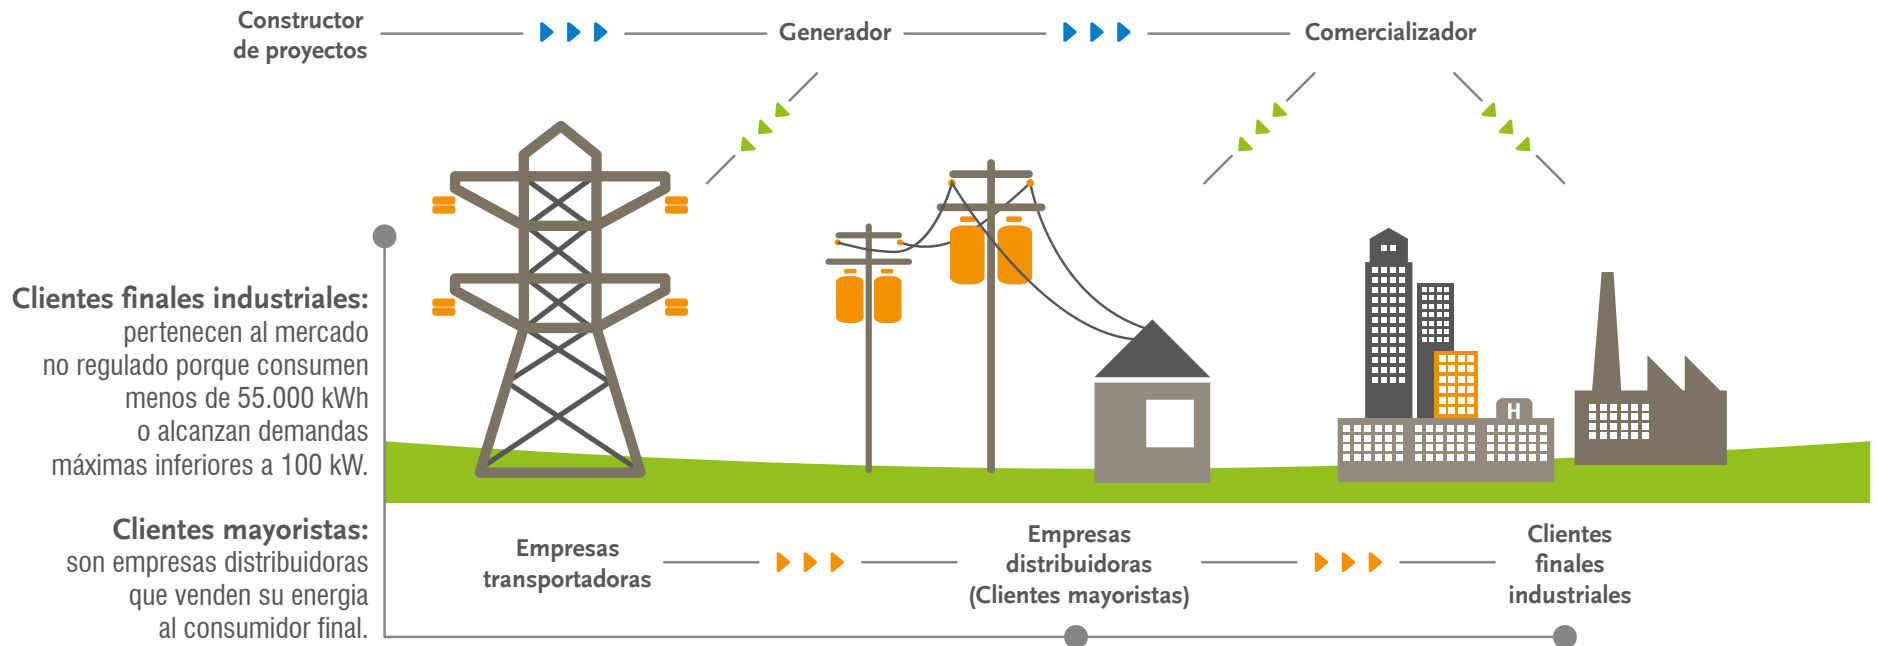 Constructor
de proyectos
Generador
Comercializador
Clientes finales industriales:
pertenecen al mercado
no regulado porque consumen
menos de 55.000 kWh
o alcanzan demandas
máximas inferiores a 100 kW.
Clientes mayoristas:
son empresas distribuidoras
que venden su energia
al consumidor final.
H
Empresas
transportadoras
Empresas
distribuidoras
(Clientes mayoristas)
Clientes
finales
industriales